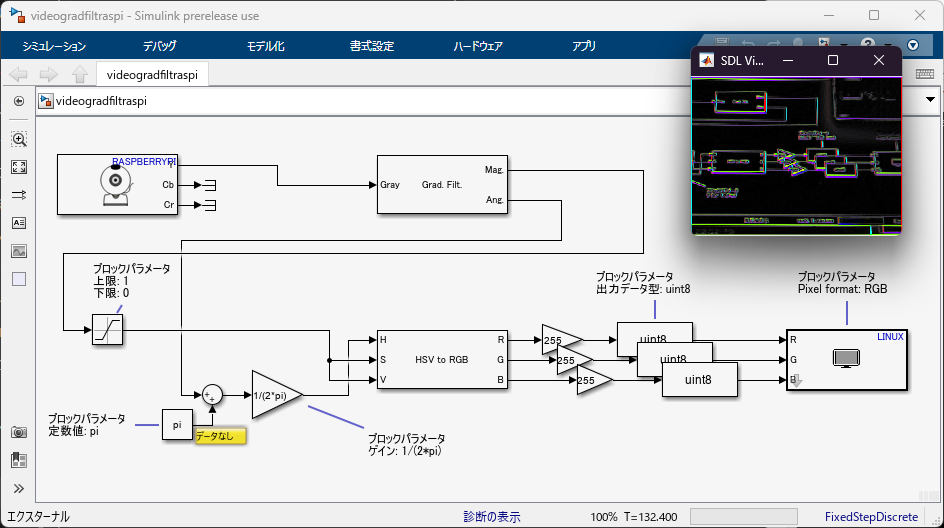 videogradfiltraspi - Simulink prerelease use
シミュレーション
デバッグ
モデル化
書式設定
ハードウェア
アプリ
videogradfiltraspi
videogradfiltraspi
SDL Vi...
RASPBERRYPI
Cb
Cr
Gray
Grad. Filt.
Mag.
Ang.
ブロックパラメータ
上限: 1
下限: 0
ブロックパラメータ
出力データ型: uint8
ブロックパラメータ
Pixel format: RGB
H
S
V
HSV to RGB
R
G
B
255
255
255
uint8
uint8
uint8
R
G
B
LINUX
1/(2*pi)
ブロックパラメータ
定数値: pi
pi
データなし
ブロックパラメータ
ゲイン: 1/(2*pi)
エクスターナル
診断の表示
100%
T=132.400
FixedStepDiscrete